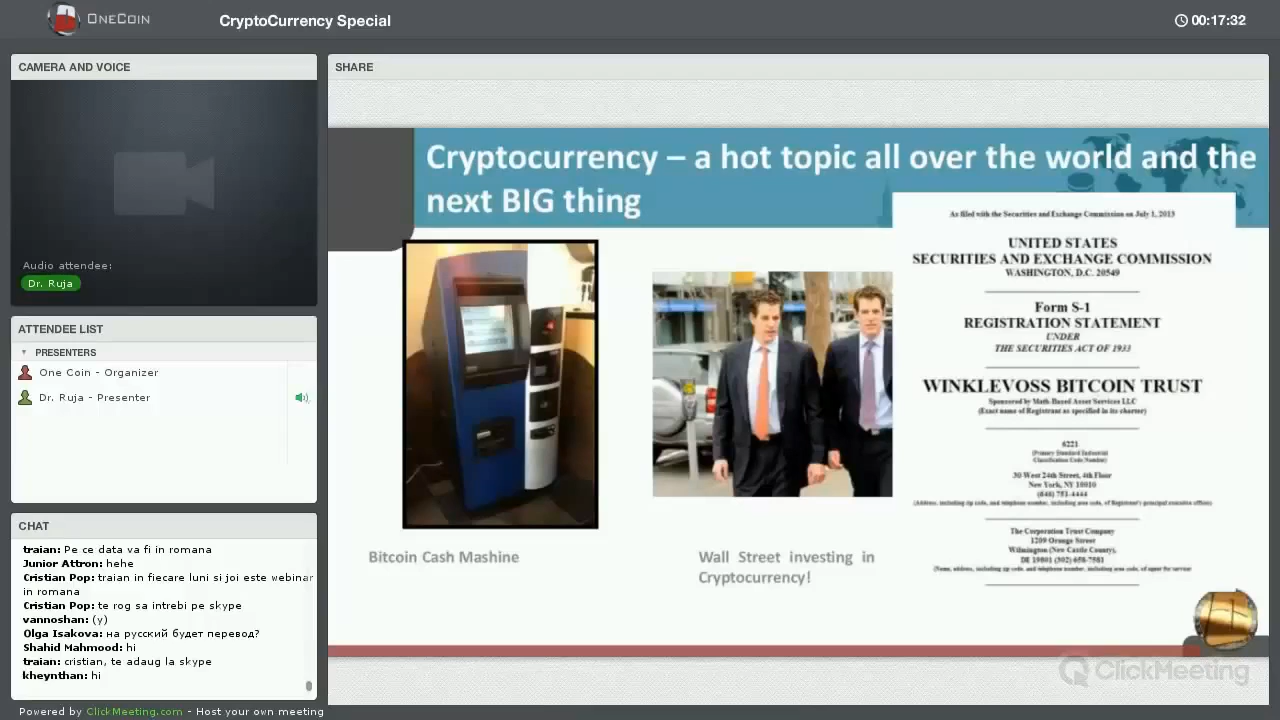 ONECOIN
CryptoCurrency Special
00:17:32
CAMERA AND VOICE
Audio attendee:
Dr. Ruja
ATTENDEE LIST
PRESENTERS
One Coin - Organizer
Dr. Ruja - Presenter
CHAT
traian: Pe ce data va fi in romana
Junior Attron: hehe
Cristian Pop: traian in fiecare luni si joi este webinar
in romana
Cristian Pop: te rog sa intrebi pe skype
vannoshan: (y)
Olga Isakova: на русский будет перевод?
Shahid Mahmood: hi
traian: cristian, te adaug la skype
kheynthan: hi
Powered by ClickMeeting.com - Host your own meeting
SHARE
Cryptocurrency – a hot topic all over the world and the
next BIG thing
Bitcoin Cash Mashine
Wall Street investing in
Cryptocurrency!
As filed with the Securities and Exchange Commission on July 1, 2013
UNITED STATES
SECURITIES AND EXCHANGE COMMISSION
WASHINGTON, D.C. 20549
Form S-1
REGISTRATION STATEMENT
UNDER
THE SECURITIES ACT OF 1933
WINKLEVOSS BITCOIN TRUST
Sponsored by Math-Based Asset Services LLC
(Exact name of Registrant as specified in its charter)
6221
(Primary Standard Industrial
Classification Code Number)
30 West 24th Street, 4th Floor
New York, NY 10010
(646) 751-4444
(Address, including zip code, and telephone number, including area code, of Registrant's principal executive offices)
The Corporation Trust Company
1209 Orange Street
Wilmington (New Castle County),
DE 19801 (302) 658-7581
(Name, address, including zip code, and telephone number, including area code, of agent for service)
ClickMeeting